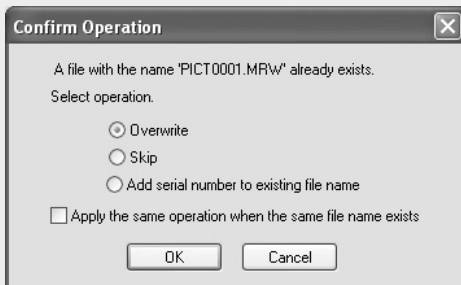 Confirm Operation
A file with the name 'PICT0001.MRW' already exists.
Select operation.
Overwrite
Skip
Add serial number to existing file name
Apply the same operation when the same file name exists
OK Cancel